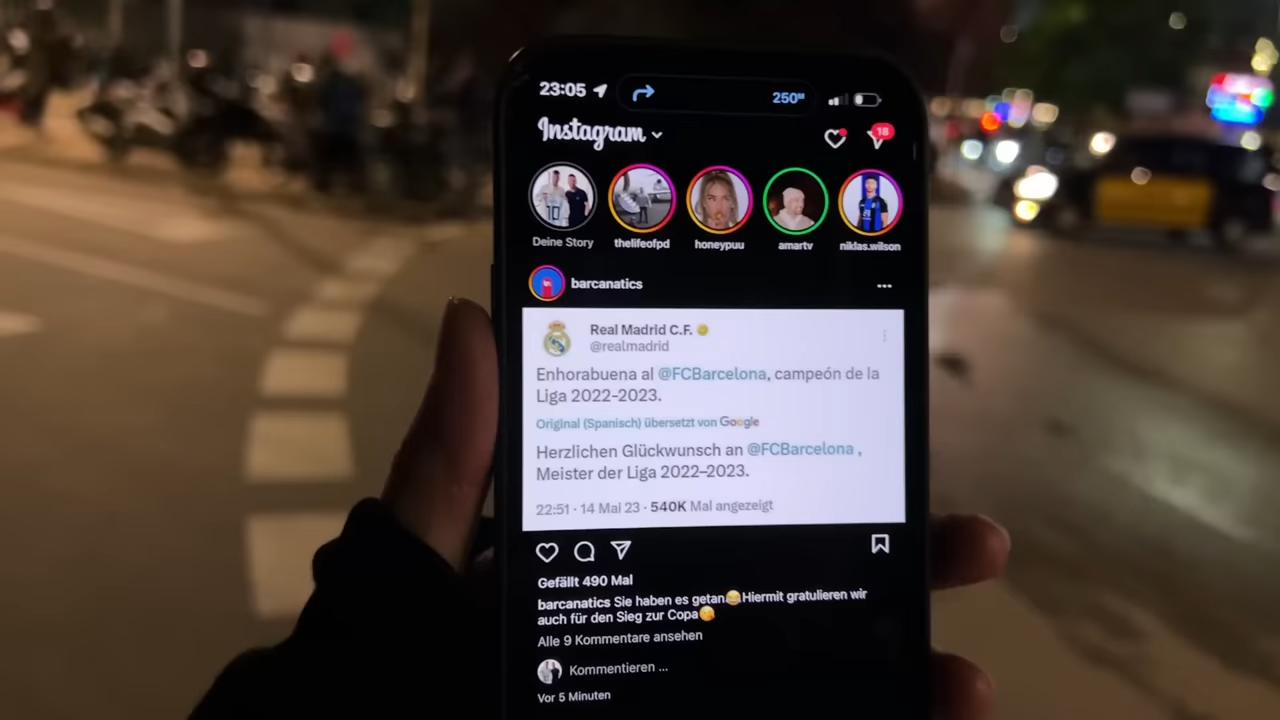 23:05
250m
Instagram
18
Deine Story
thelifeofpd
honeypuu
amartv
niklas.wilson
barcanatics
Real Madrid C.F.
@realmadrid
Enhorabuena al @FCBarcelona, campeón de la
Liga 2022-2023.
Original (Spanisch) übersetzt von Google
Herzlichen Glückwunsch an @FCBarcelona ,
Meister der Liga 2022–2023.
22:51 · 14 Mai 23 · 540K Mal angezeigt
Gefällt 490 Mal
barcanatics Sie haben es getan😂Hiermit gratulieren wir
auch für den Sieg zur Copa🥰
Alle 9 Kommentare ansehen
Kommentieren ...
Vor 5 Minuten